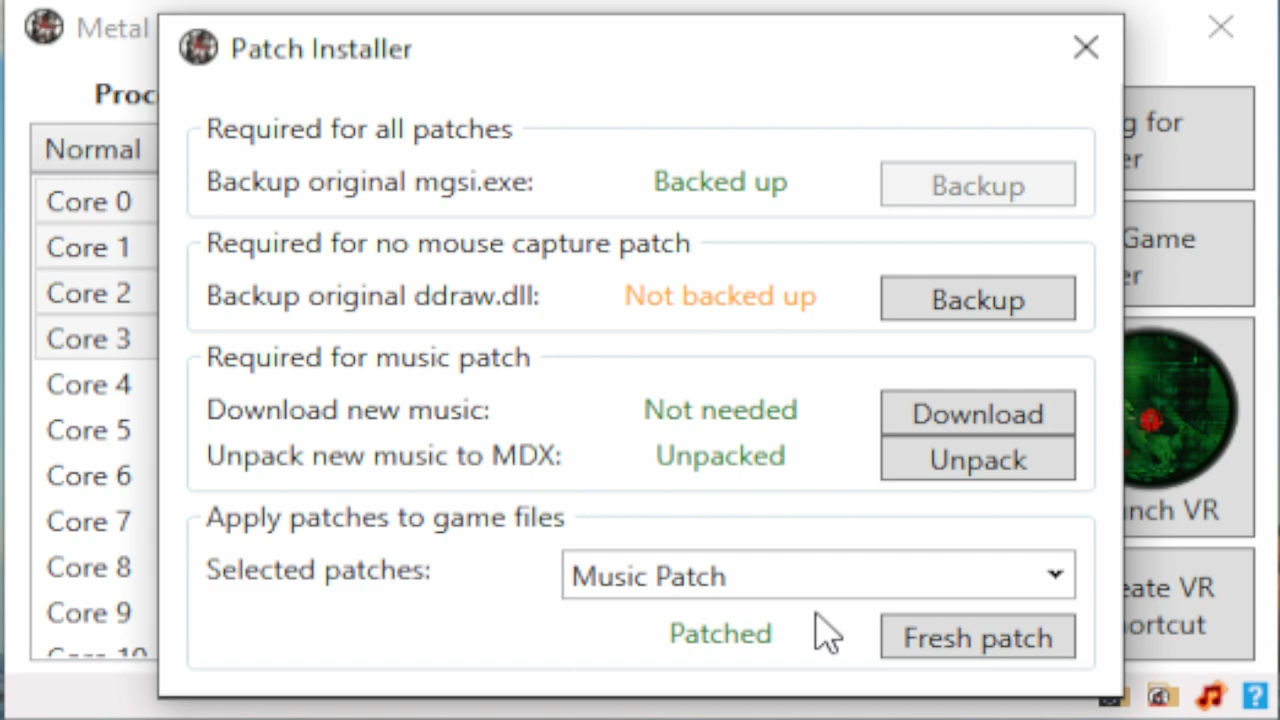 Metal
Patch Installer
Proc
Normal
Core 0
Core 1
Core 2
Core 3
Core 4
Core 5
Core 6
Core 7
Core 8
Core 9
Core 10
Required for all patches
Backup original mgsi.exe: Backed up Backup
Required for no mouse capture patch
Backup original ddraw.dll: Not backed up Backup
Required for music patch
Download new music: Not needed Download
Unpack new music to MDX: Unpacked Unpack
Apply patches to game files
Selected patches: Music Patch
Patched Fresh patch
g for
er
Game
er
nch VR
eate VR
ortcut
?